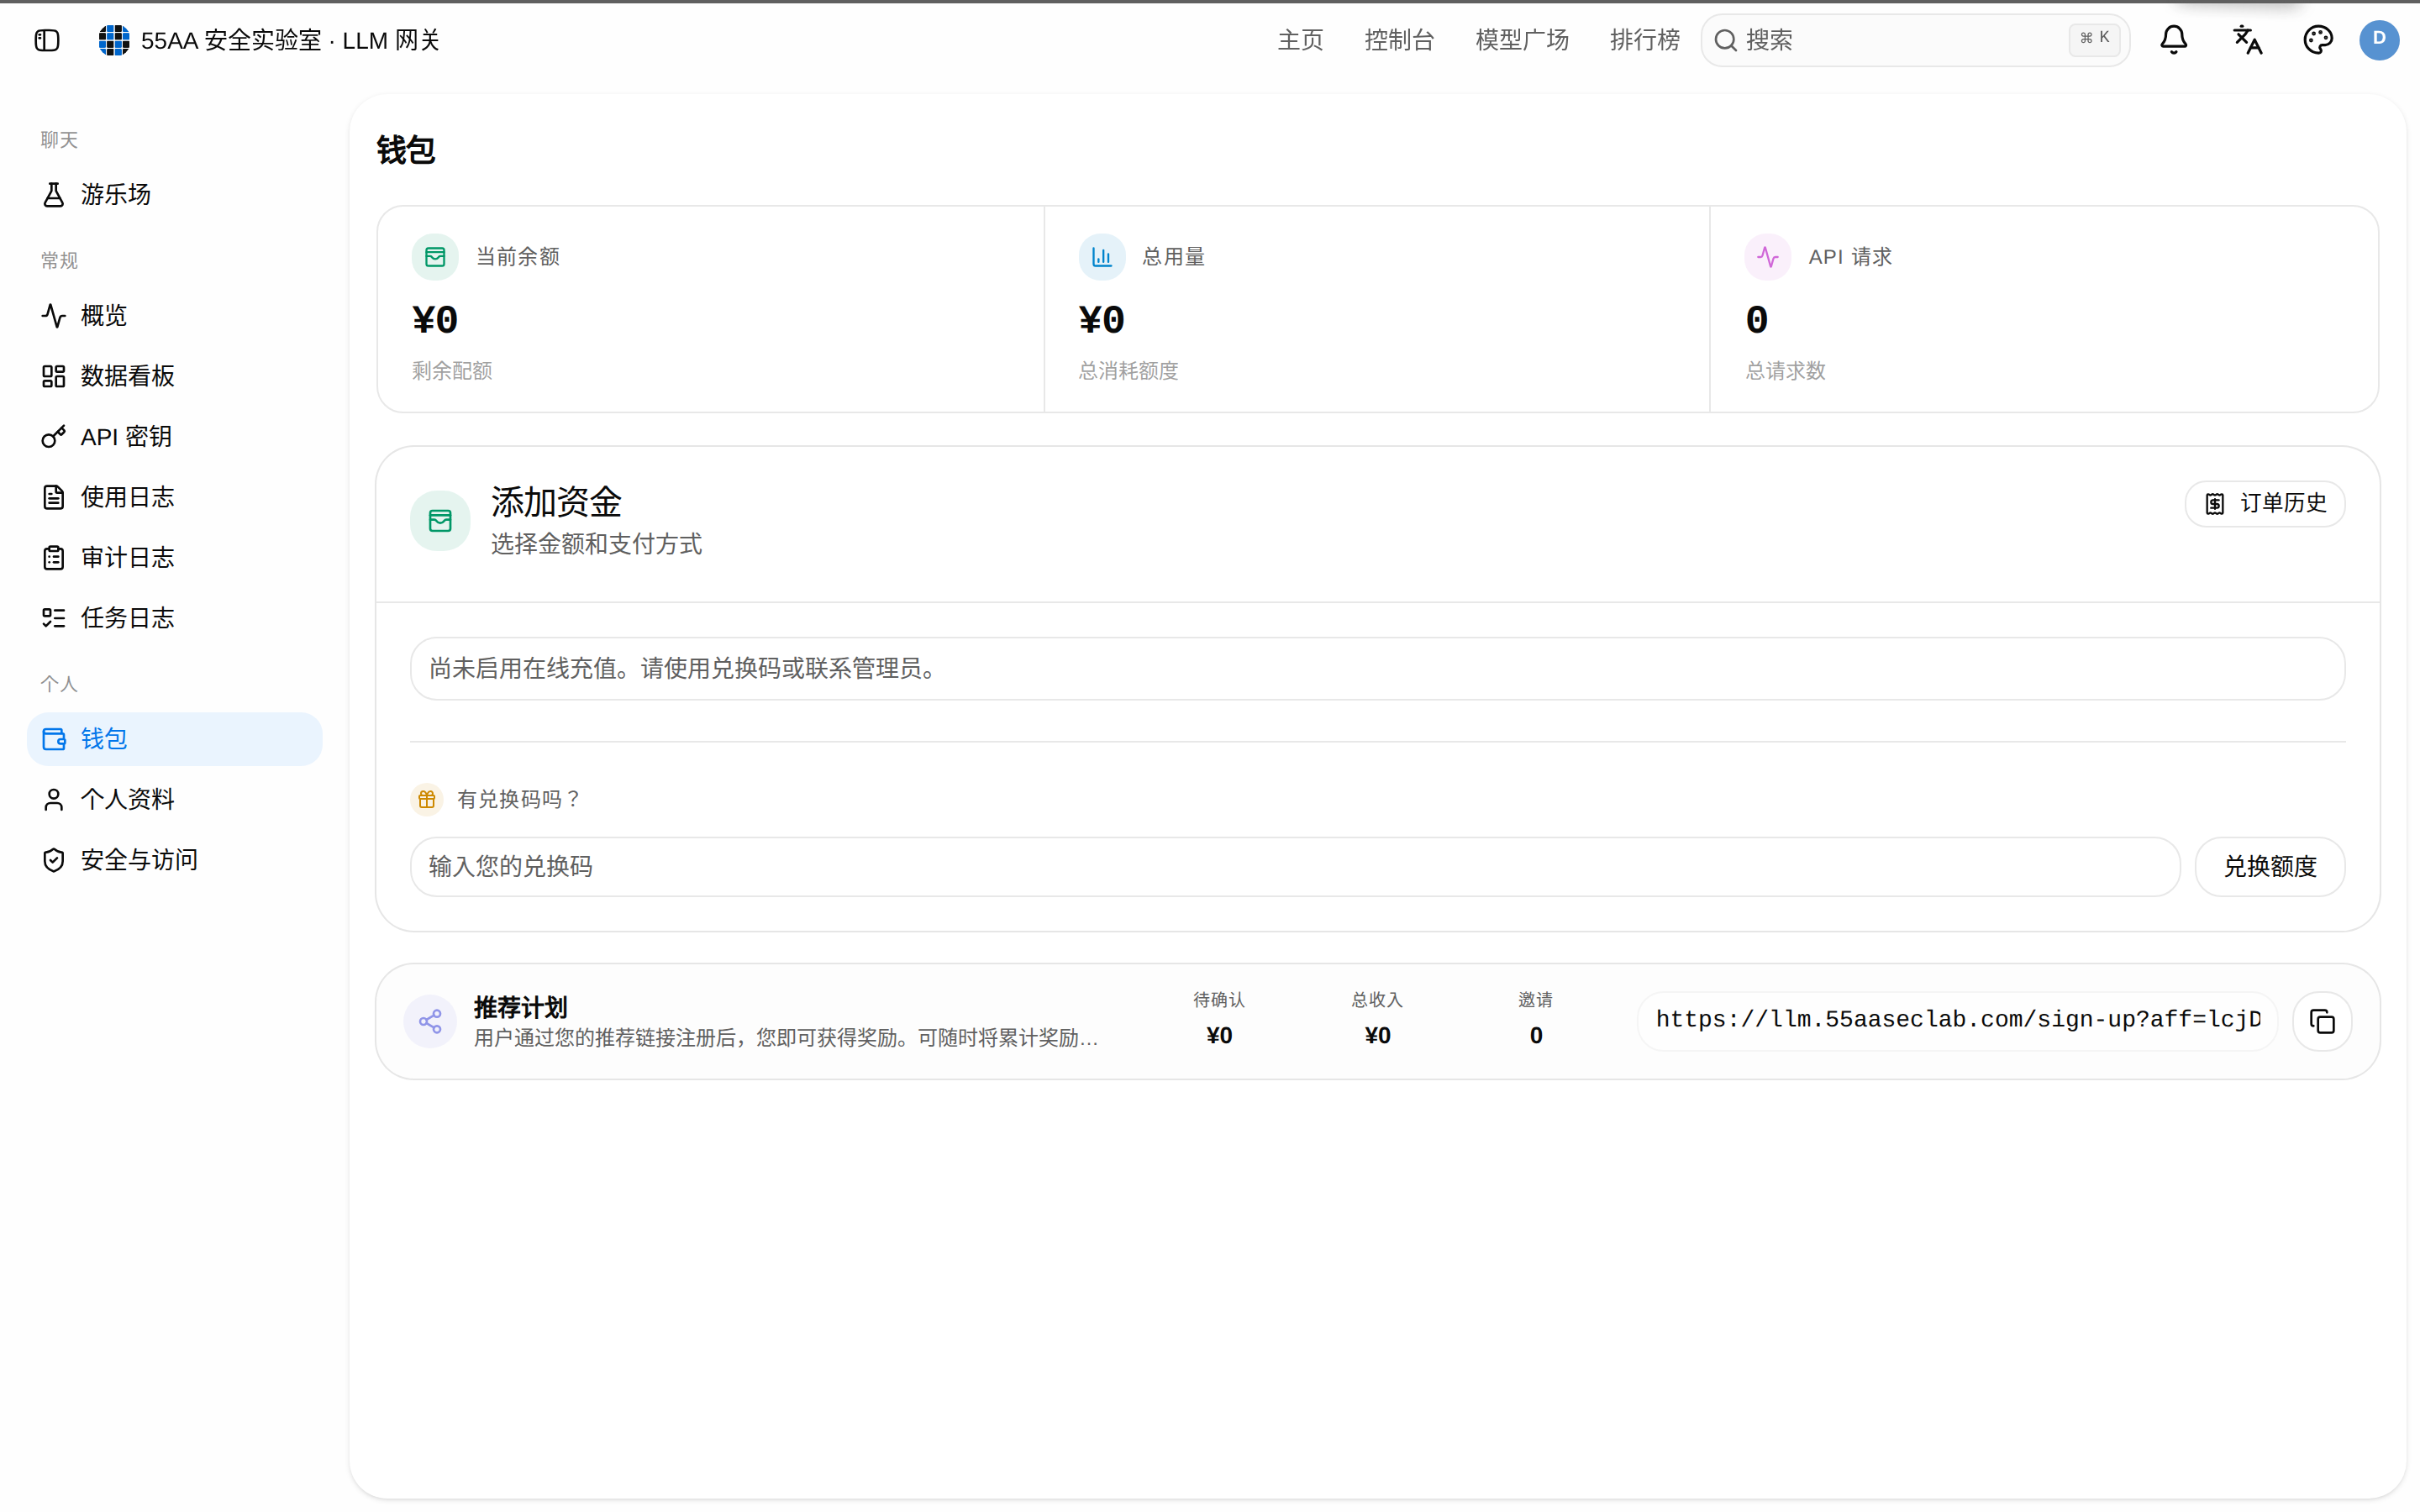 55AA 安全实验室 · LLM 网关
主页
控制台
模型广场
排行榜
搜索
⌘ K
D
聊天
游乐场
常规
概览
数据看板
API 密钥
使用日志
审计日志
任务日志
个人
钱包
个人资料
安全与访问
钱包
当前余额
¥0
剩余配额
总用量
¥0
总消耗额度
API 请求
0
总请求数
添加资金
选择金额和支付方式
订单历史
尚未启用在线充值。请使用兑换码或联系管理员。
有兑换码吗？
输入您的兑换码
兑换额度
推荐计划
用户通过您的推荐链接注册后，您即可获得奖励。可随时将累计奖励...
待确认
¥0
总收入
¥0
邀请
0
https://llm.55aaseclab.com/sign-up?aff=lcjD